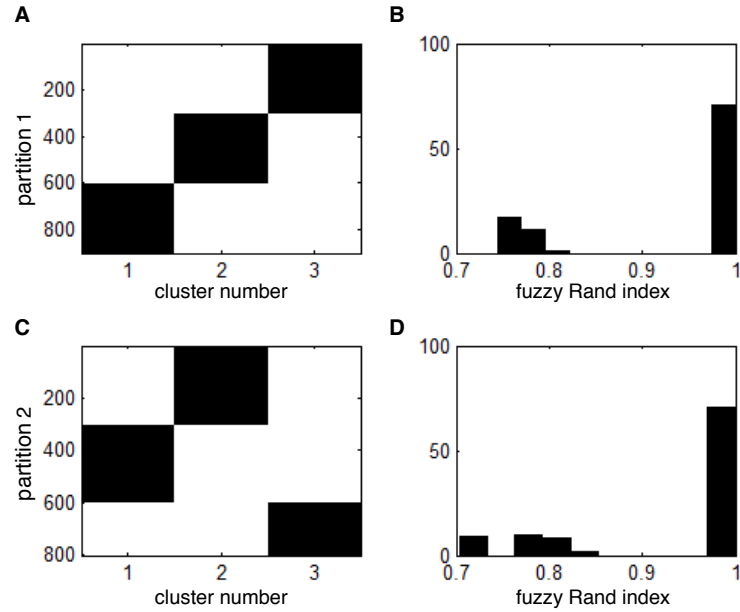 A
200
400
600
800
partition 1
1 2 3
cluster number
B
100
50
0
0.7 0.8 0.9 1
fuzzy Rand index
C
200
400
600
800
partition 2
1 2 3
cluster number
D
100
50
0
0.7 0.8 0.9 1
fuzzy Rand index